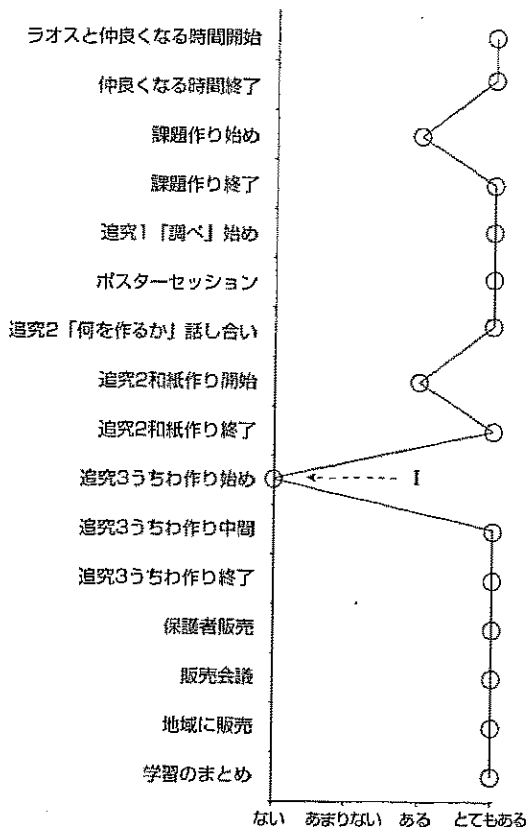 ラオスと仲良くなる時間開始
仲良くなる時間終了
課題作り始め
課題作り終了
追究1「調べ」始め
ポスターセッション
追究2「何を作るか」話し合い
追究2和紙作り開始
追究2和紙作り終了
追究3うちわ作り始め
I
追究3うちわ作り中間
追究3うちわ作り終了
保護者販売
販売会議
地域に販売
学習のまとめ
ない あまりない ある とてもある